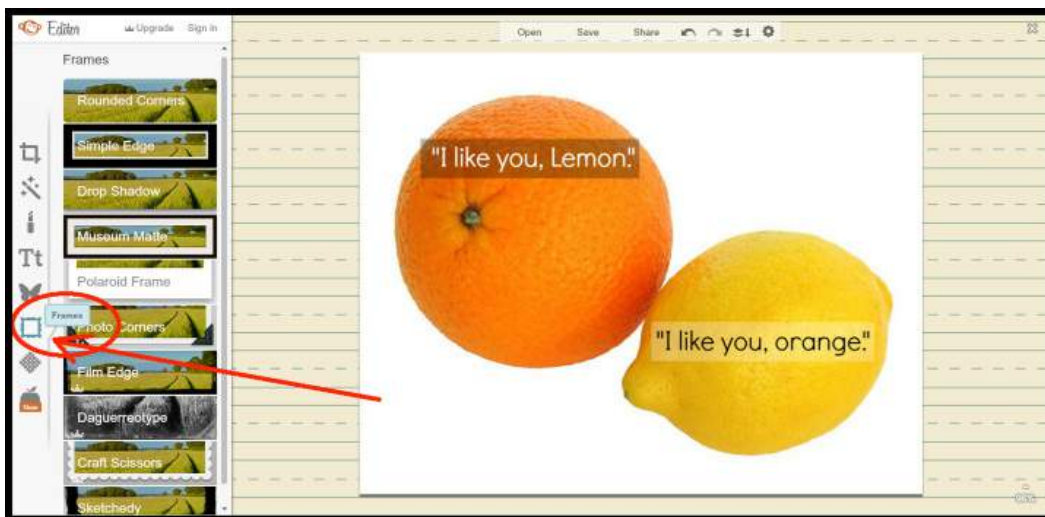 Editor Upgrade Sign in
Open Save Share
Frames
Rounded Corners
Simple Edge
Drop Shadow
Museum Matte
Polaroid Frame
Photo Corners
Film Edge
Daguerreotype
Craft Scissors
Sketchedy
Tt
Frames
"I like you, Lemon."
"I like you, orange."